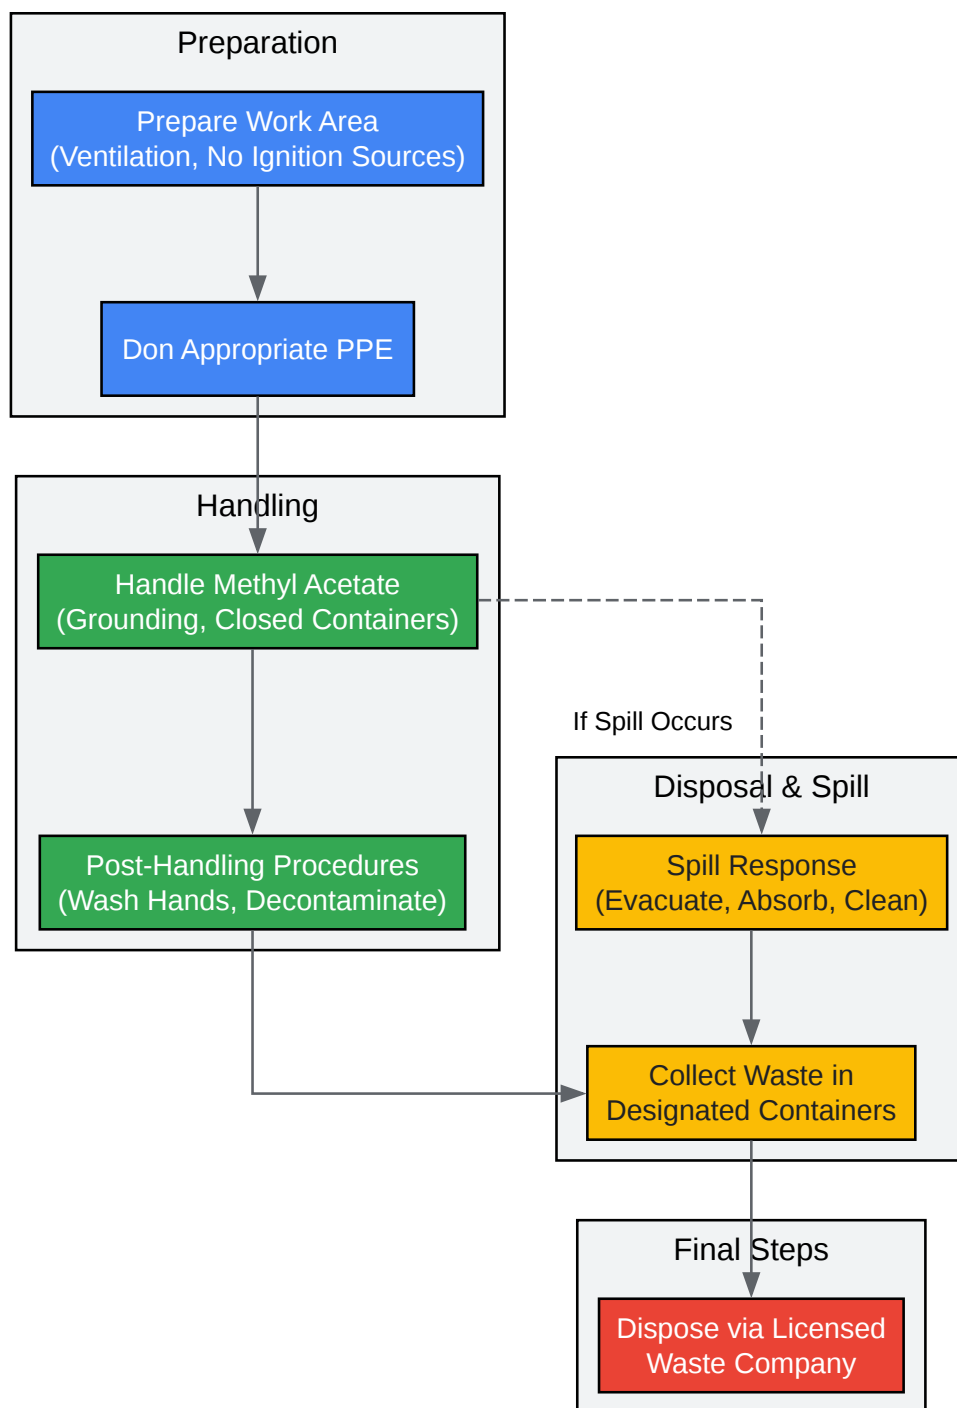 Preparation
Prepare Work Area
(Ventilation, No Ignition Sources)
Don Appropriate PPE
Handling
Handle Methyl Acetate
(Grounding, Closed Containers)
If Spill Occurs
Disposal & Spill
Post-Handling Procedures
(Wash Hands, Decontaminate)
Spill Response
(Evacuate, Absorb, Clean)
Collect Waste in
Designated Containers
Final Steps
Dispose via Licensed
Waste Company